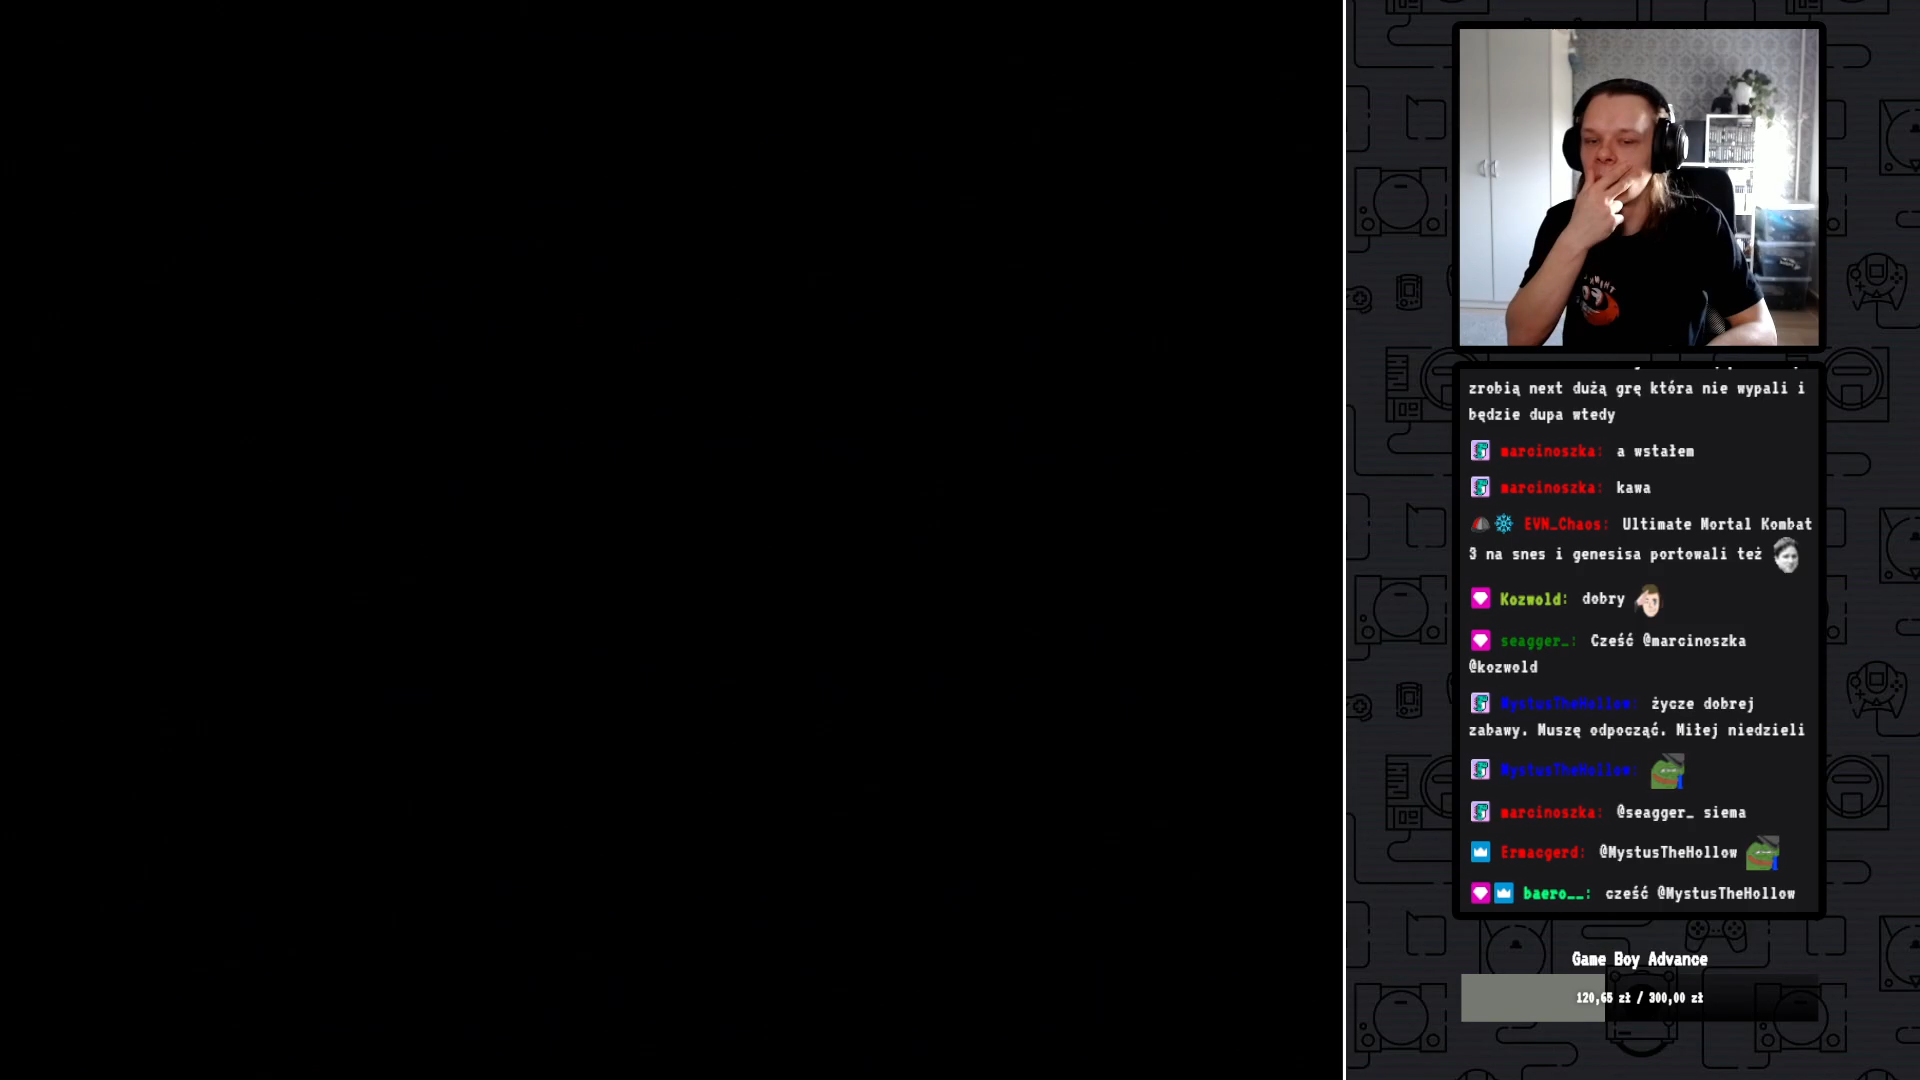 zrobią next dużą grę która nie wypali i
będzie dupa wtedy
marcinoszka: a wstałem
marcinoszka: kawa
EVN_Chaos: Ultimate Mortal Kombat
3 na snes i genesisa portowali też
Kozwold: dobry
seagger_: Cześć @marcinoszka
@kozwold
MystusTheHollow: życze dobrej
zabawy. Muszę odpocząć. Miłej niedzieli
MystusTheHollow:
marcinoszka: @seagger_ siema
Ermacgerd: @MystusTheHollow
baero__: cześć @MystusTheHollow
Game Boy Advance
120,65 zł / 300,00 zł